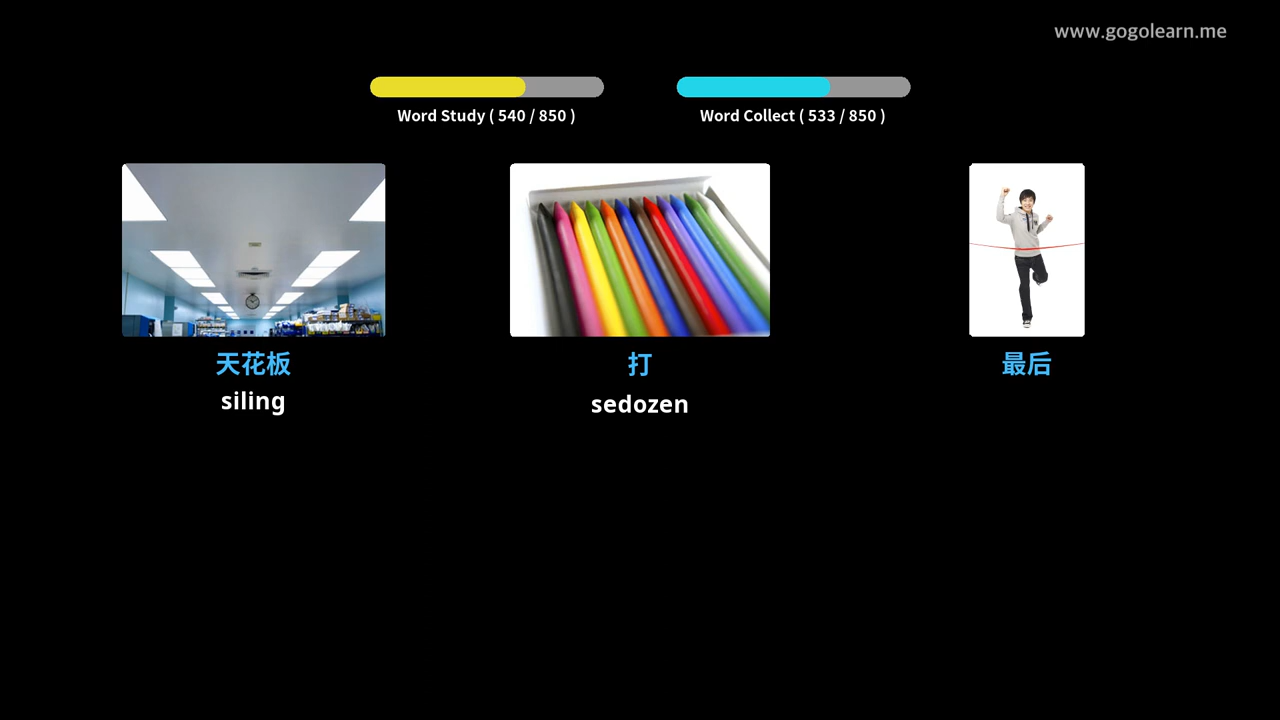 www.gogolearn.me
Word Study ( 540 / 850 )
Word Collect ( 533 / 850 )
天花板
打
最后
siling
sedozen